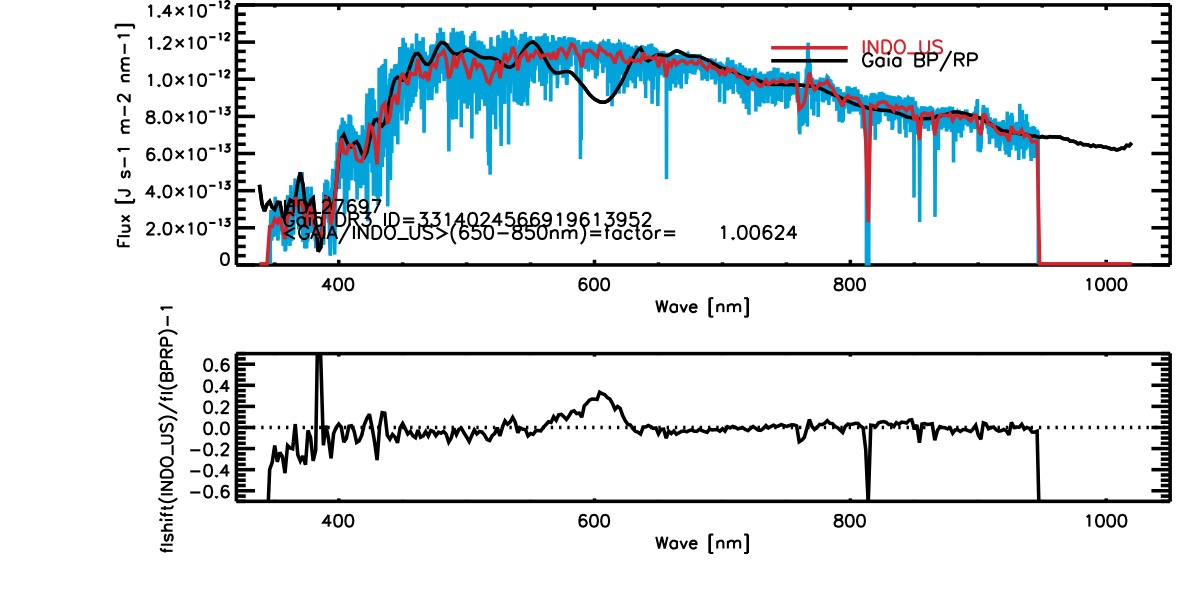 1.4×10⁻¹²
1.2×10⁻¹²
1.0×10⁻¹²
8.0×10⁻¹³
6.0×10⁻¹³
4.0×10⁻¹³
2.0×10⁻¹³
0
Flux [J s−1 m−2 nm−1]
INDO_US
Gaia BP/RP
HD_27697
Gaia DR3 ID=3314024566919613952
<GAIA/INDO_US>(650−850nm)=factor= 1.00624
400 600 800 1000
Wave [nm]
0.6
0.4
0.2
0.0
−0.2
−0.4
−0.6
flshift(INDO_US)/fl(BPRP)−1
400 600 800 1000
Wave [nm]